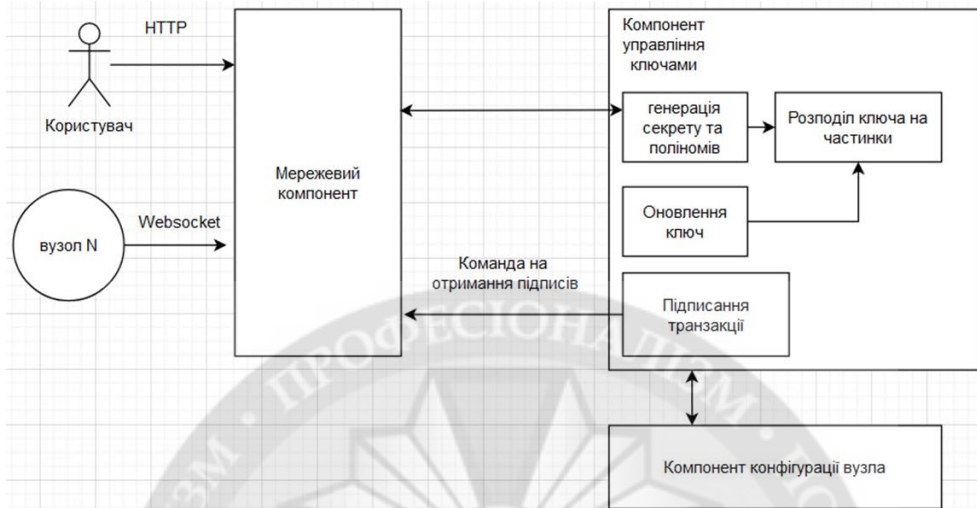 HTTP
Користувач
вузол N
Websocket
Мережевий
компонент
Команда на
отримання підписів
Компонент
управління
ключами
генерація
секрету та
поліномів
Розподіл ключа на
частинки
Оновлення
ключ
Підписання
транзакції
Компонент конфігурації вузла
ПРОФЕСІОНАЛІЗМ